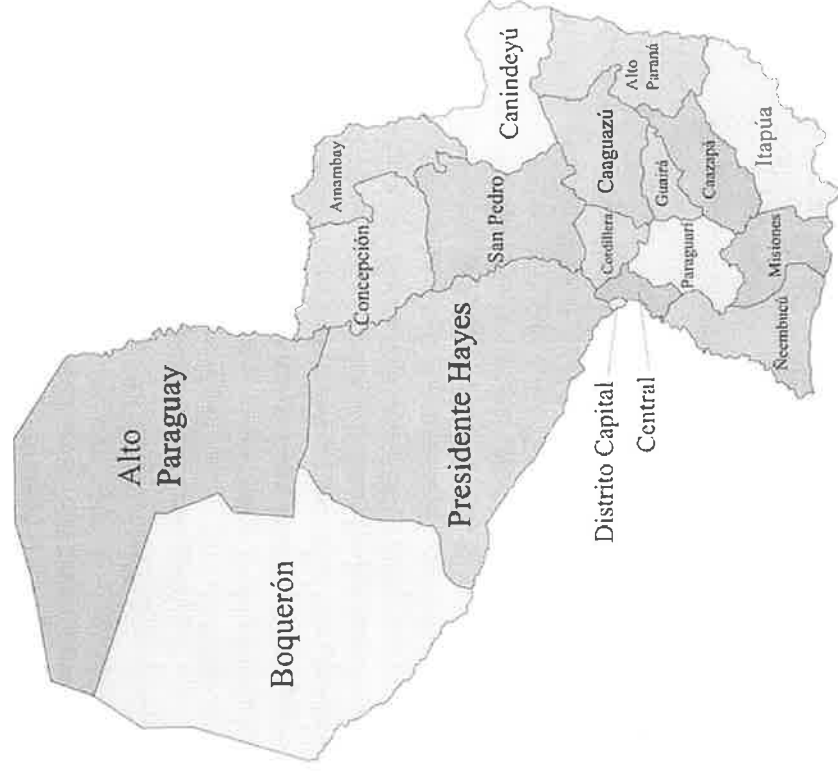 Alto
Paraguay
Boquerón
Presidente Hayes
Concepción
Amambay
San Pedro
Canindeyú
Cordillera
Caaguazú
Alto
Paraná
Guairá
Caazapá
Paraguarí
Itapúa
Misiones
Ñeembucú
Distrito Capital
Central